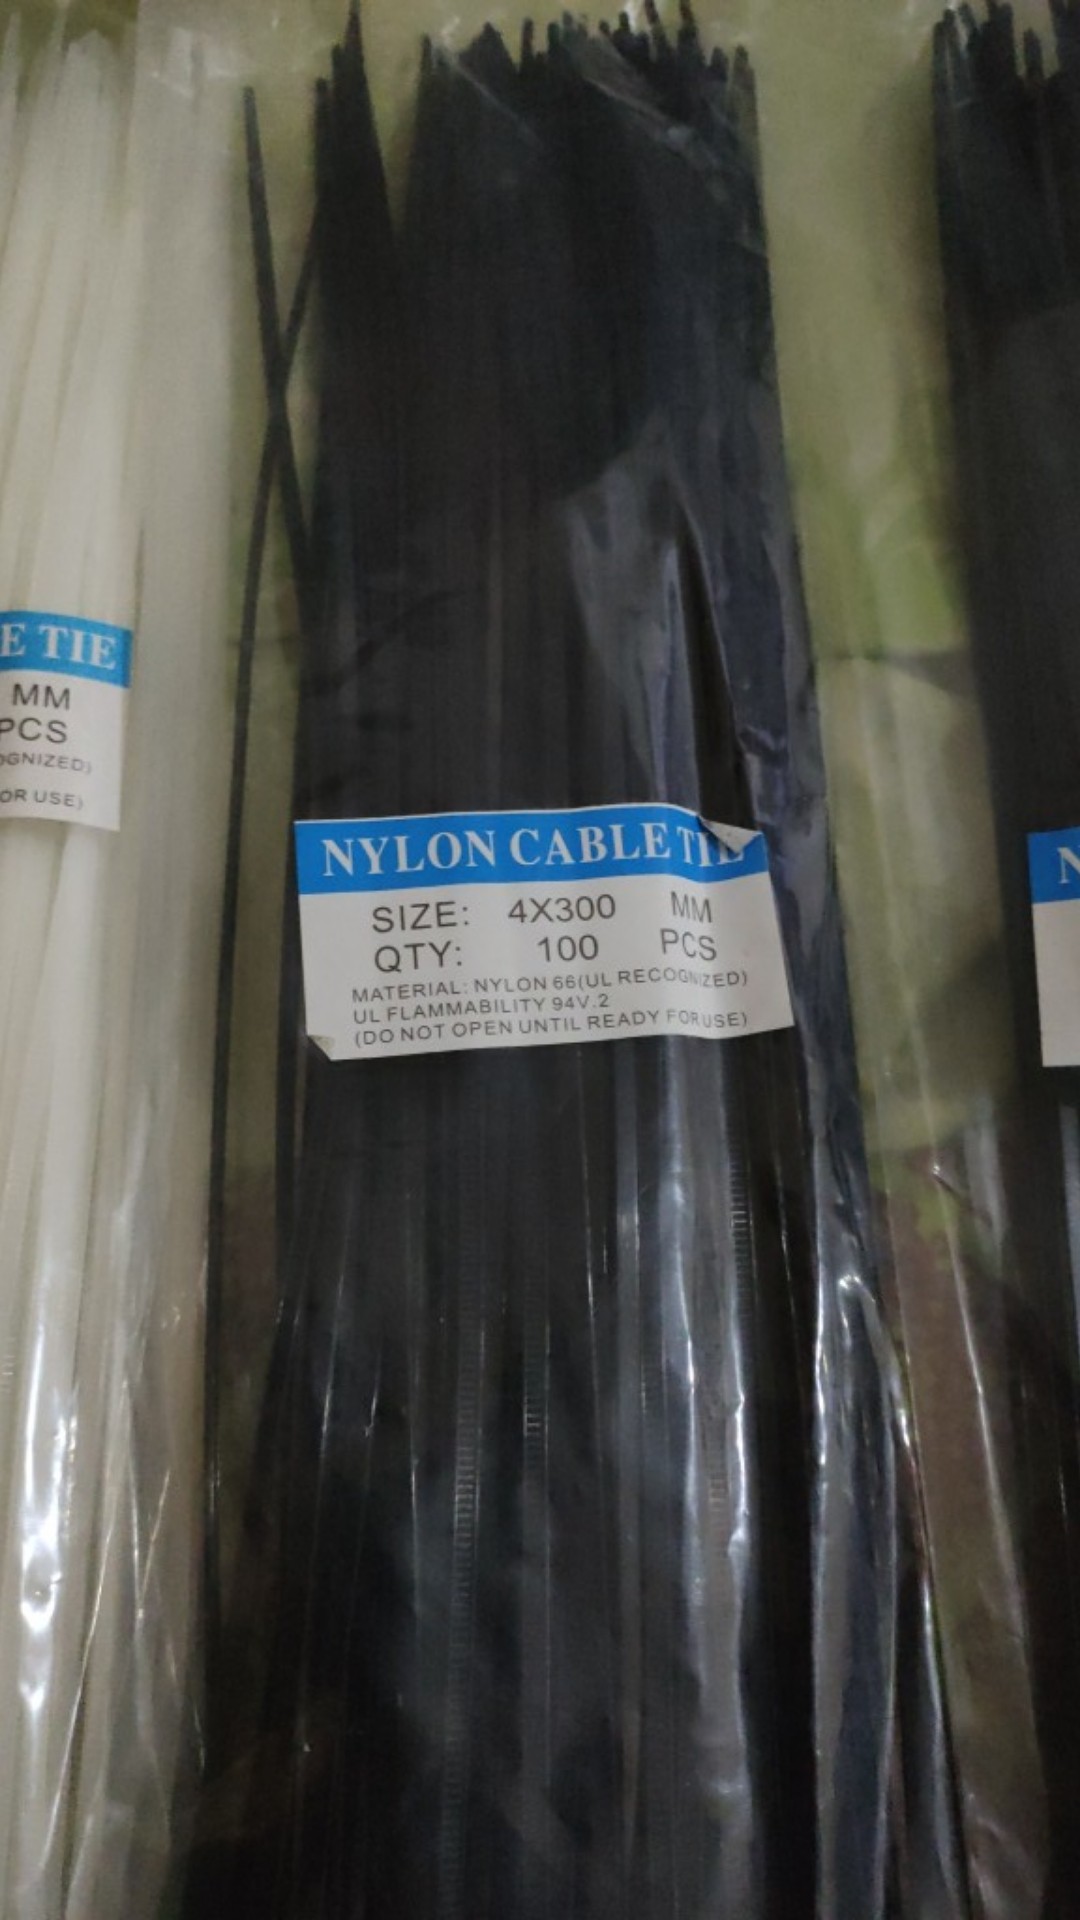 E TIE
MM
PCS
OGNIZED)
OR USE)
NYLON CABLE TIE
SIZE: 4X300 MM
QTY: 100 PCS
MATERIAL: NYLON 66(UL RECOGNIZED)
UL FLAMMABILITY 94V.2
(DO NOT OPEN UNTIL READY FOR USE)
N